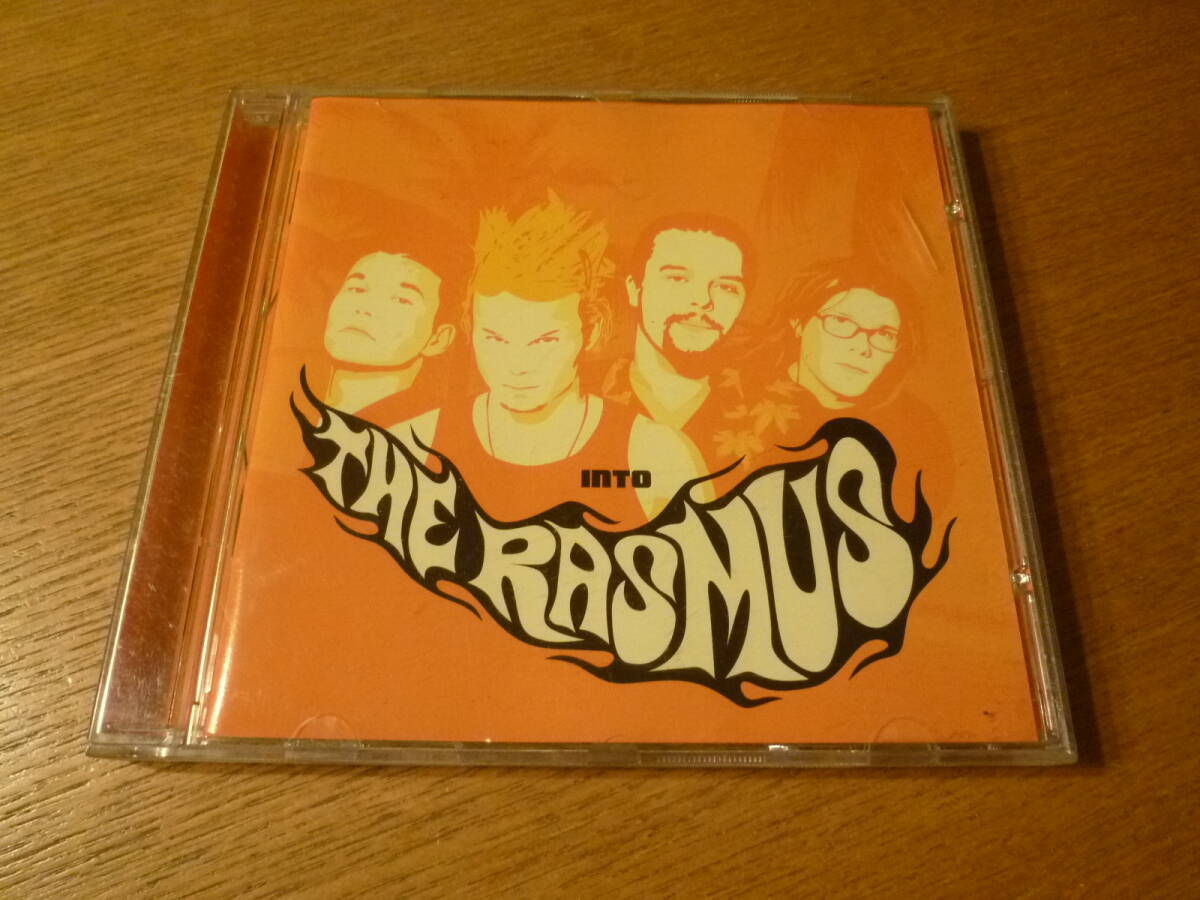 INTO
THE RASMUS